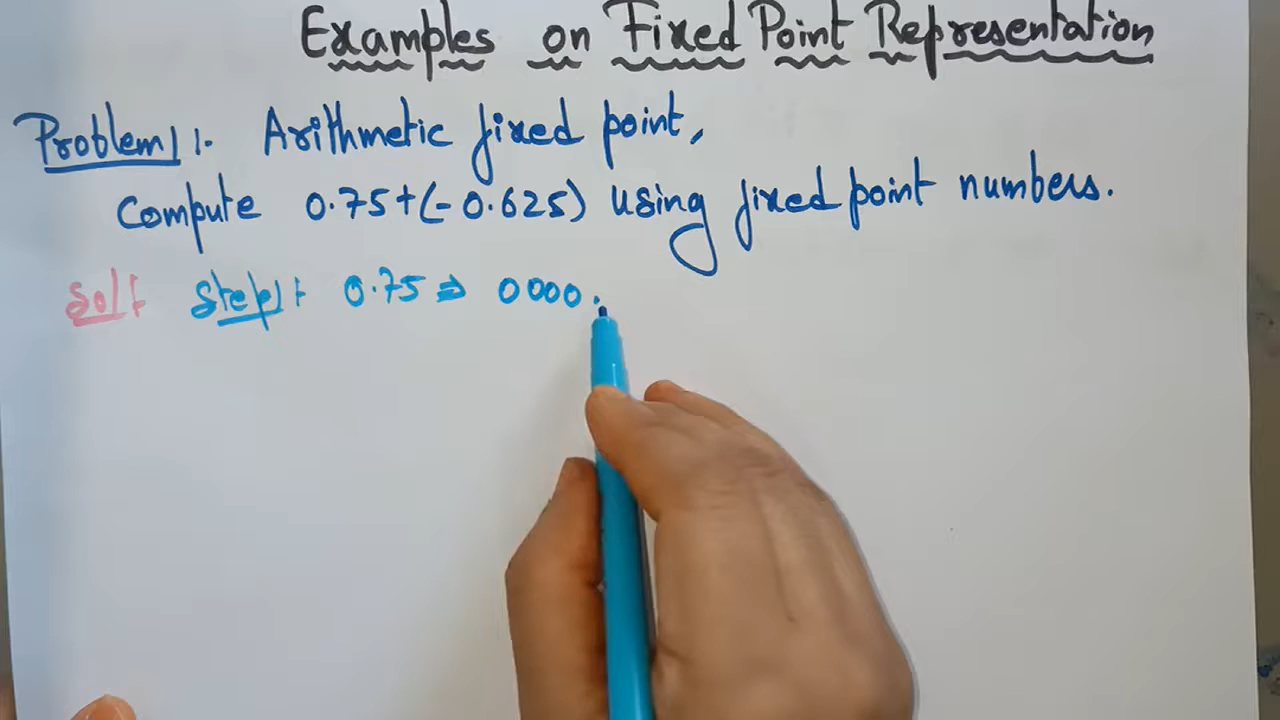 Examples on Fixed Point Representation
Problem 1:- Arithmetic fixed point,
Compute 0.75+(-0.625) using fixed point numbers.
Sol: Step1: 0.75 ⇒ 0000.